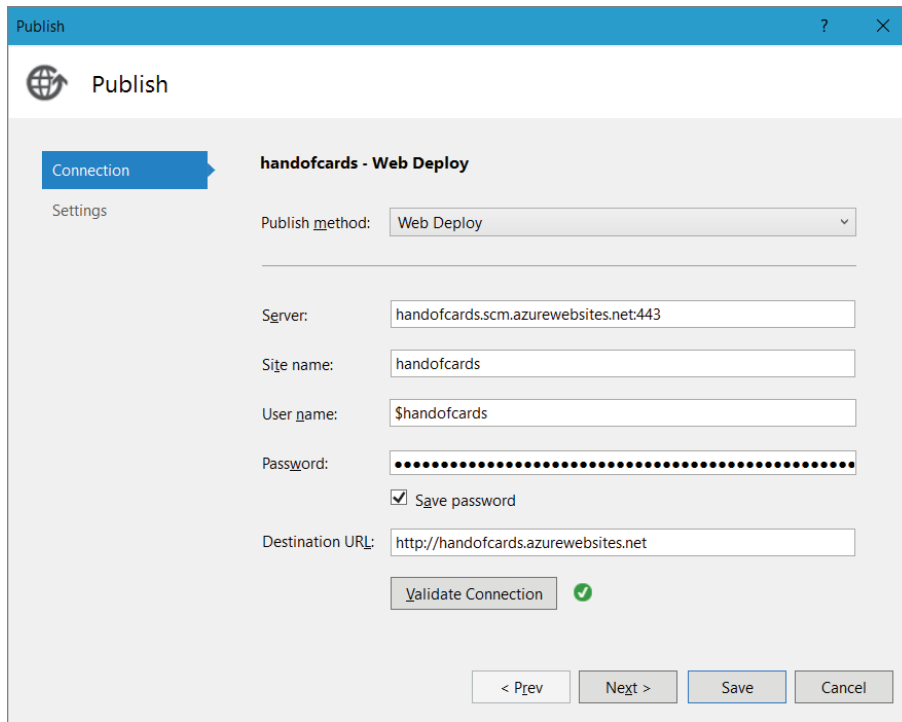 Publish ?
Publish
Connection
Settings
handofcards - Web Deploy
Publish method: Web Deploy
Server: handofcards.scm.azurewebsites.net:443
Site name: handofcards
User name: $handofcards
Password: ●●●●●●●●●●●●●●●●●●●●●●●●●●●●●●●●●●●●●●●●●●●●●●●●●●
Save password
Destination URL: http://handofcards.azurewebsites.net
Validate Connection
< Prev Next > Save Cancel